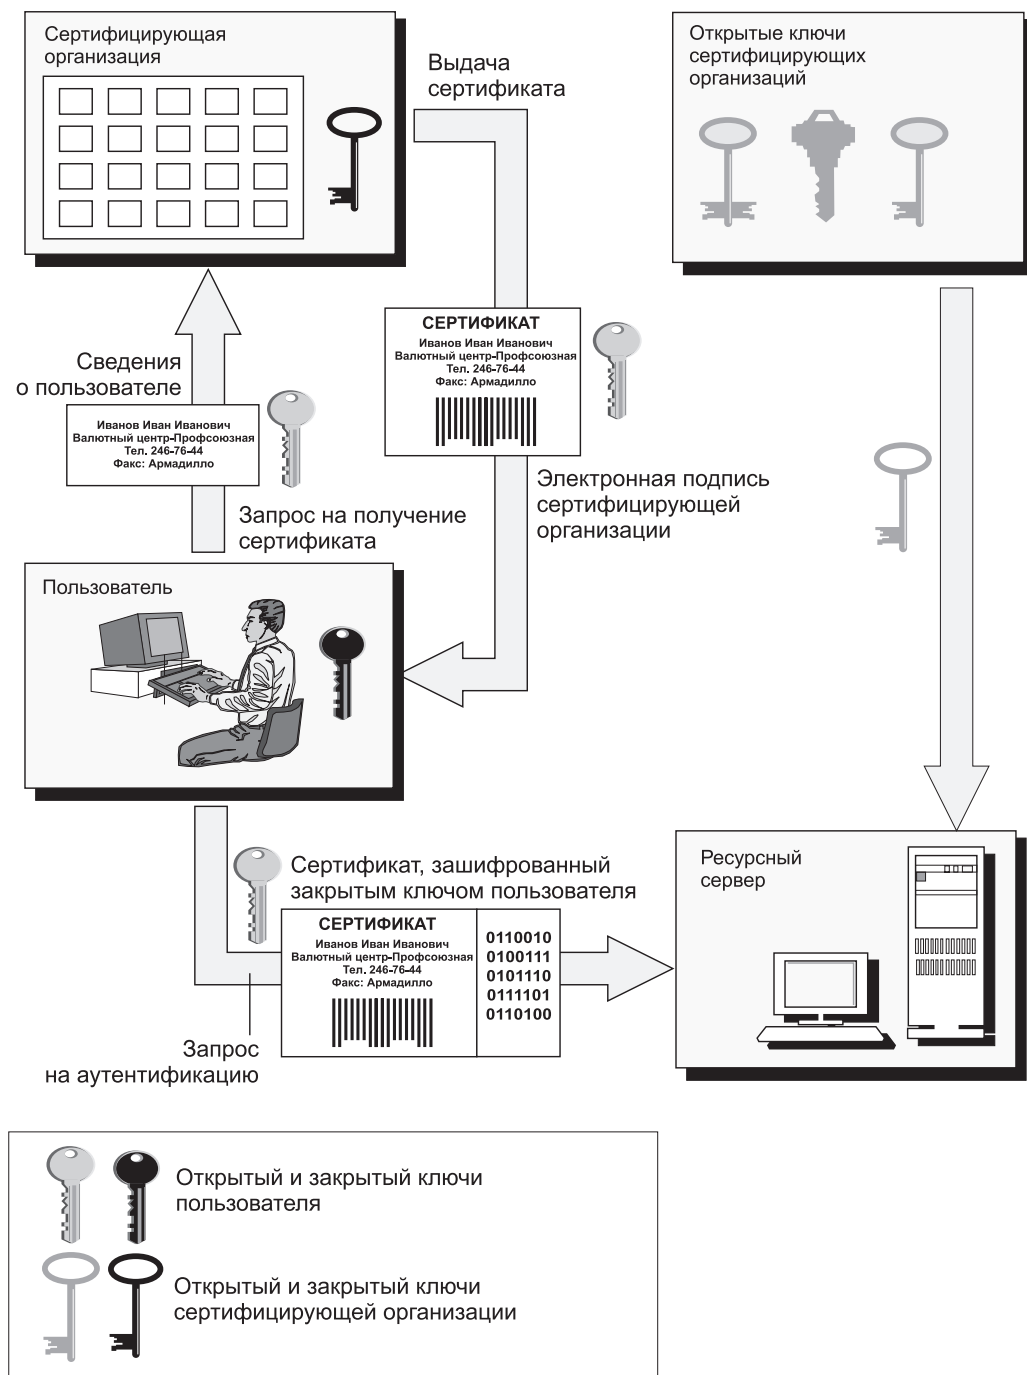 Сертифицирующая
организация
Выдача
сертификата
Открытые ключи
сертифицирующих
организаций
СЕРТИФИКАТ
Иванов Иван Иванович
Валютный центр-Профсоюзная
Тел. 246-76-44
Факс: Армадилло
Сведения
о пользователе
Иванов Иван Иванович
Валютный центр-Профсоюзная
Тел. 246-76-44
Факс: Армадилло
Электронная подпись
сертифицирующей
организации
Запрос на получение
сертификата
Пользователь
Сертификат, зашифрованный
закрытым ключом пользователя
СЕРТИФИКАТ
Иванов Иван Иванович
Валютный центр-Профсоюзная
Тел. 246-76-44
Факс: Армадилло
0110010
0100111
0101110
0111101
0110100
Ресурсный
сервер
Запрос
на аутентификацию
Открытый и закрытый ключи
пользователя
Открытый и закрытый ключи
сертифицирующей организации